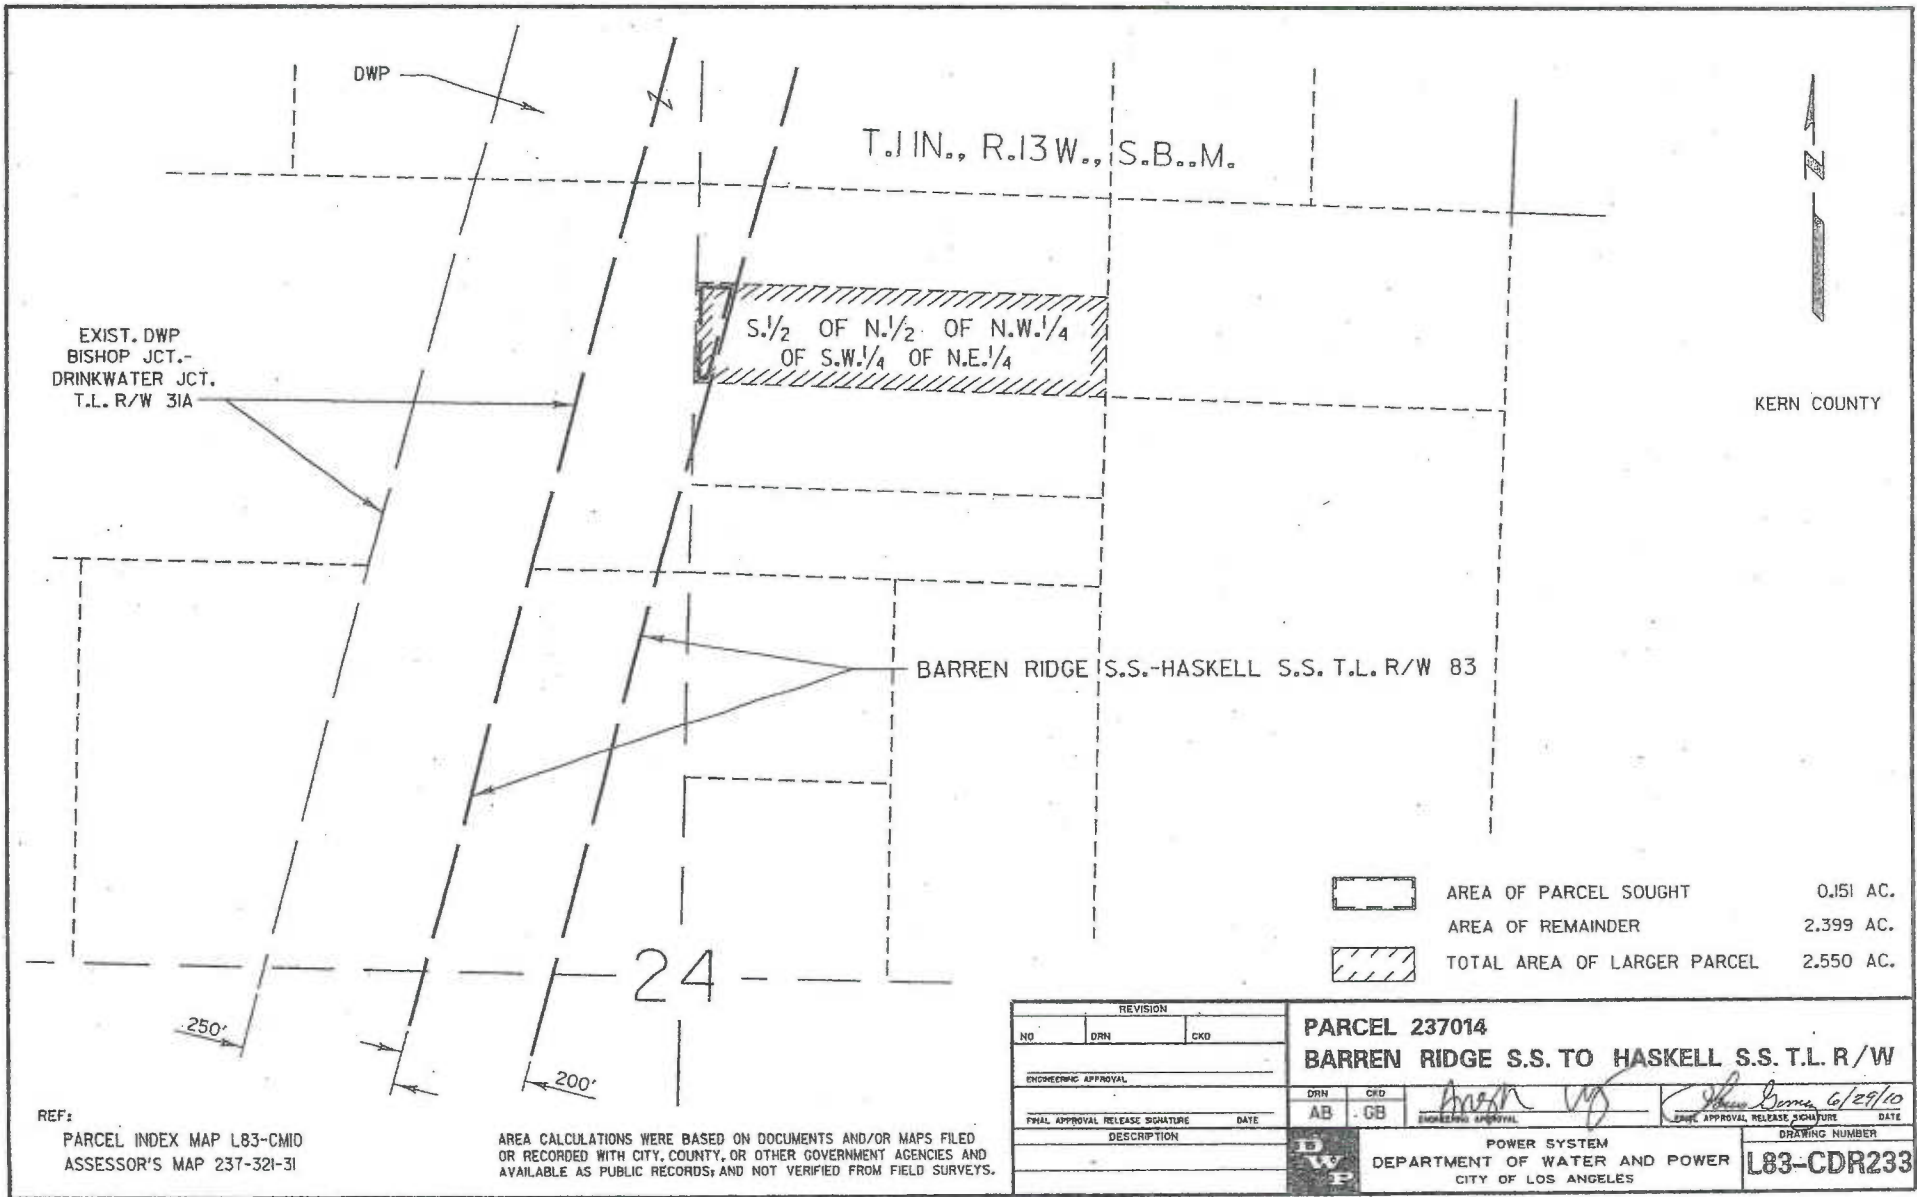 DWP
T.11N., R.13W., S.B..M.
N
S.1/2 OF N.1/2 OF N.W.1/4
OF S.W.1/4 OF N.E.1/4
EXIST. DWP
BISHOP JCT.-
DRINKWATER JCT.
T.L. R/W 31A
KERN COUNTY
BARREN RIDGE S.S.-HASKELL S.S. T.L. R/W 83
24
250'
200'
AREA OF PARCEL SOUGHT 0.151 AC.
AREA OF REMAINDER 2.399 AC.
TOTAL AREA OF LARGER PARCEL 2.550 AC.
REF:
PARCEL INDEX MAP L83-CM10
ASSESSOR'S MAP 237-321-31
AREA CALCULATIONS WERE BASED ON DOCUMENTS AND/OR MAPS FILED
OR RECORDED WITH CITY, COUNTY, OR OTHER GOVERNMENT AGENCIES AND
AVAILABLE AS PUBLIC RECORDS; AND NOT VERIFIED FROM FIELD SURVEYS.
REVISION
NO DRN CKD
ENGINEERING APPROVAL
FINAL APPROVAL RELEASE SIGNATURE DATE
DESCRIPTION
PARCEL 237014
BARREN RIDGE S.S. TO HASKELL S.S. T.L. R/W
DRN CKD
AB GB
ENGINEERING APPROVAL
6/29/10
FINAL APPROVAL RELEASE SIGNATURE DATE
DWP
POWER SYSTEM
DEPARTMENT OF WATER AND POWER
CITY OF LOS ANGELES
DRAWING NUMBER
L83-CDR233